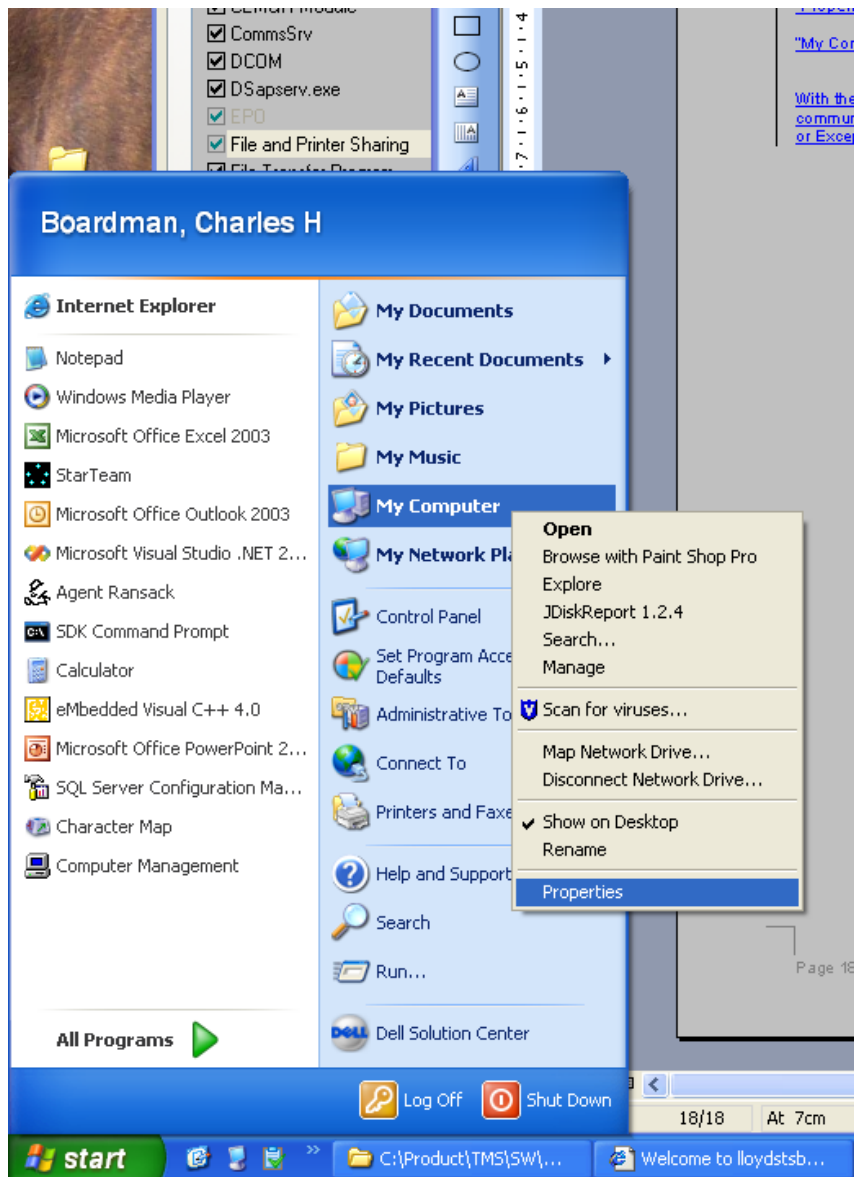 CommsSrv
DCOM
DSapserv.exe
EPO
File and Printer Sharing
"My Con
With the
commun
or Excep
Boardman, Charles H
Internet Explorer
Notepad
Windows Media Player
Microsoft Office Excel 2003
StarTeam
Microsoft Office Outlook 2003
Microsoft Visual Studio .NET 2...
Agent Ransack
SDK Command Prompt
Calculator
eMbedded Visual C++ 4.0
Microsoft Office PowerPoint 2...
SQL Server Configuration Ma...
Character Map
Computer Management
All Programs
My Documents
My Recent Documents
My Pictures
My Music
My Computer
My Network Pl
Control Panel
Set Program Acce
Defaults
Administrative To
Connect To
Printers and Faxe
Help and Support
Search
Run...
DELL
Dell Solution Center
Open
Browse with Paint Shop Pro
Explore
JDiskReport 1.2.4
Search...
Manage
Scan for viruses...
Map Network Drive...
Disconnect Network Drive...
Show on Desktop
Rename
Properties
Page 18
Log Off
Shut Down
18/18
At 7cm
start
C:\Product\TMS\SW\...
Welcome to lloydstsb...